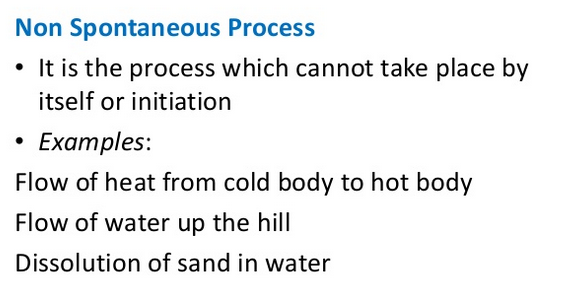 Non Spontaneous Process
• It is the process which cannot take place by
itself or initiation
• Examples:
Flow of heat from cold body to hot body
Flow of water up the hill
Dissolution of sand in water